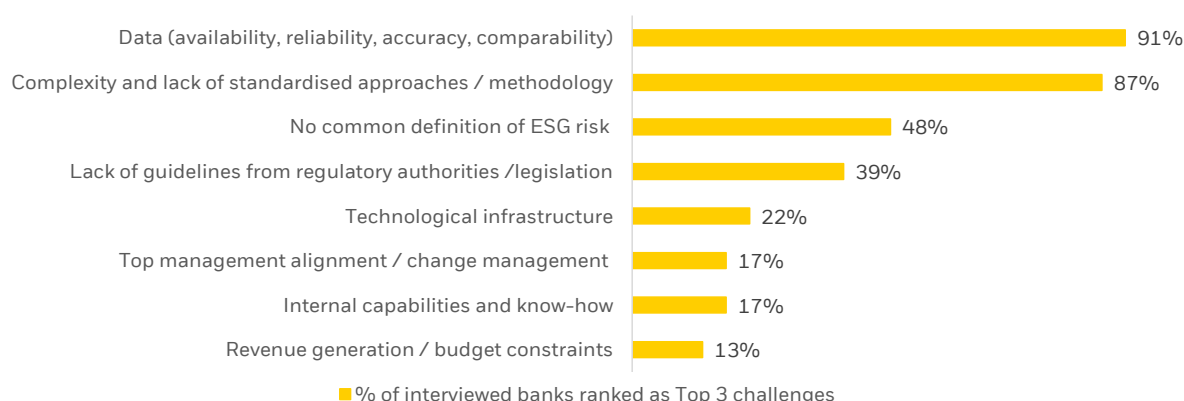 Data (availability, reliability, accuracy, comparability) 91%
Complexity and lack of standardised approaches / methodology 87%
No common definition of ESG risk 48%
Lack of guidelines from regulatory authorities /legislation 39%
Technological infrastructure 22%
Top management alignment / change management 17%
Internal capabilities and know-how 17%
Revenue generation / budget constraints 13%
% of interviewed banks ranked as Top 3 challenges